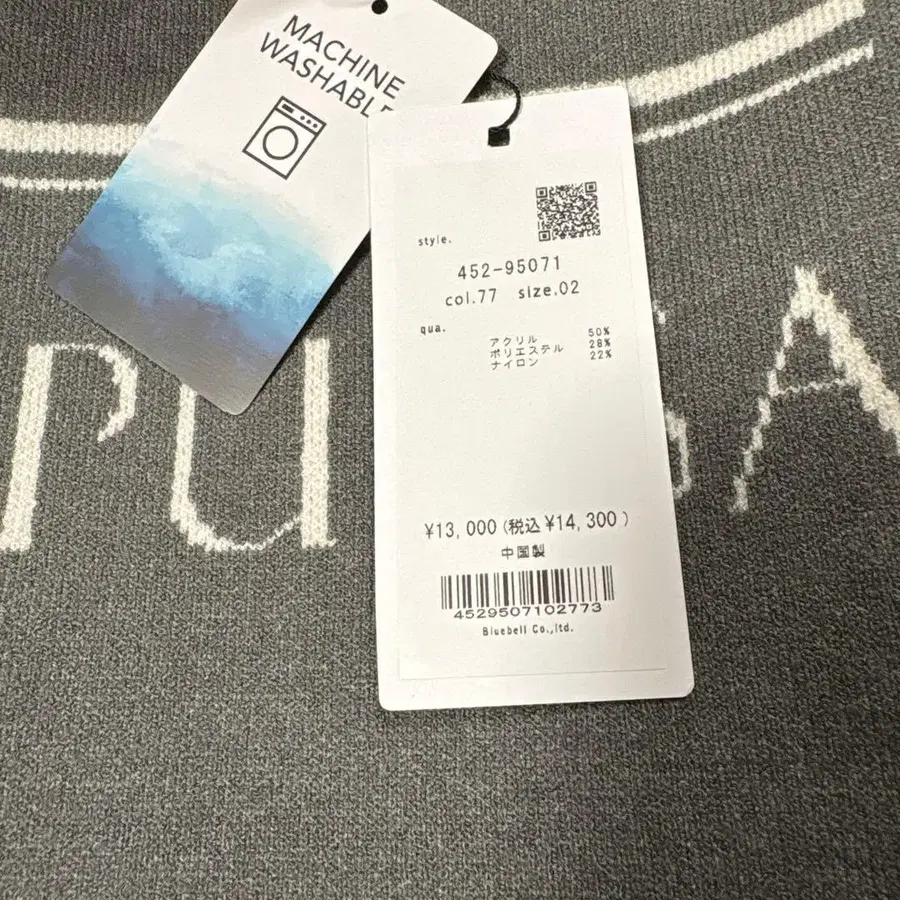 MACHINE
WASHABLE
style.
452-95071
col.77 size.02
qua.
アクリル 50%
ポリエステル 28%
ナイロン 22%
¥13,000(税込¥14,300)
中国製
4529507102773
Bluebell Co.,ltd.
rU A